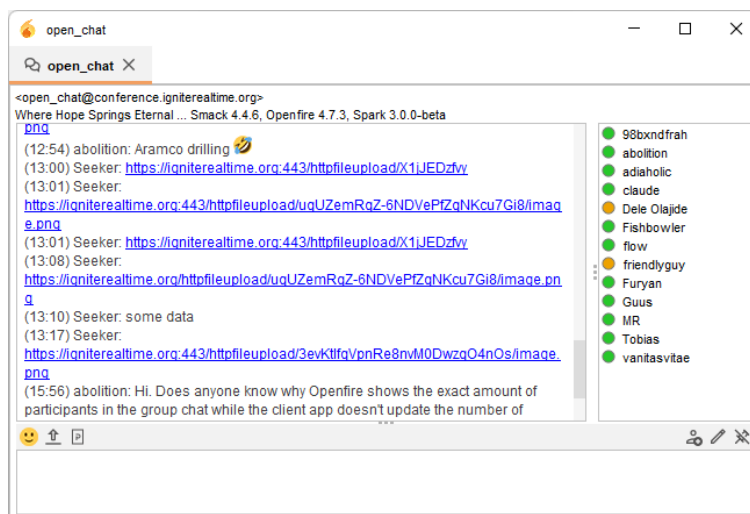 open_chat
open_chat
<open_chat@conference.igniterealtime.org>
Where Hope Springs Eternal ... Smack 4.4.6, Openfire 4.7.3, Spark 3.0.0-beta
png
(12:54) abolition: Aramco drilling
(13:00) Seeker: https://igniterealtime.org:443/httpfileupload/X1jJEDzfvy
(13:01) Seeker:
https://igniterealtime.org:443/httpfileupload/uqUZemRqZ-6NDVePfZqNKcu7Gi8/imag
e.png
(13:01) Seeker: https://igniterealtime.org:443/httpfileupload/X1jJEDzfvy
(13:08) Seeker:
https://igniterealtime.org/httpfileupload/uqUZemRqZ-6NDVePfZqNKcu7Gi8/image.pn
g
(13:10) Seeker: some data
(13:17) Seeker:
https://igniterealtime.org:443/httpfileupload/3evKtlfqVpnRe8nvM0DwzqO4nOs/image.
png
(15:56) abolition: Hi. Does anyone know why Openfire shows the exact amount of
participants in the group chat while the client app doesn't update the number of
98bxndfrah
abolition
adiaholic
claude
Dele Olajide
Fishbowler
flow
friendlyguy
Furyan
Guus
MR
Tobias
vanitasvitae